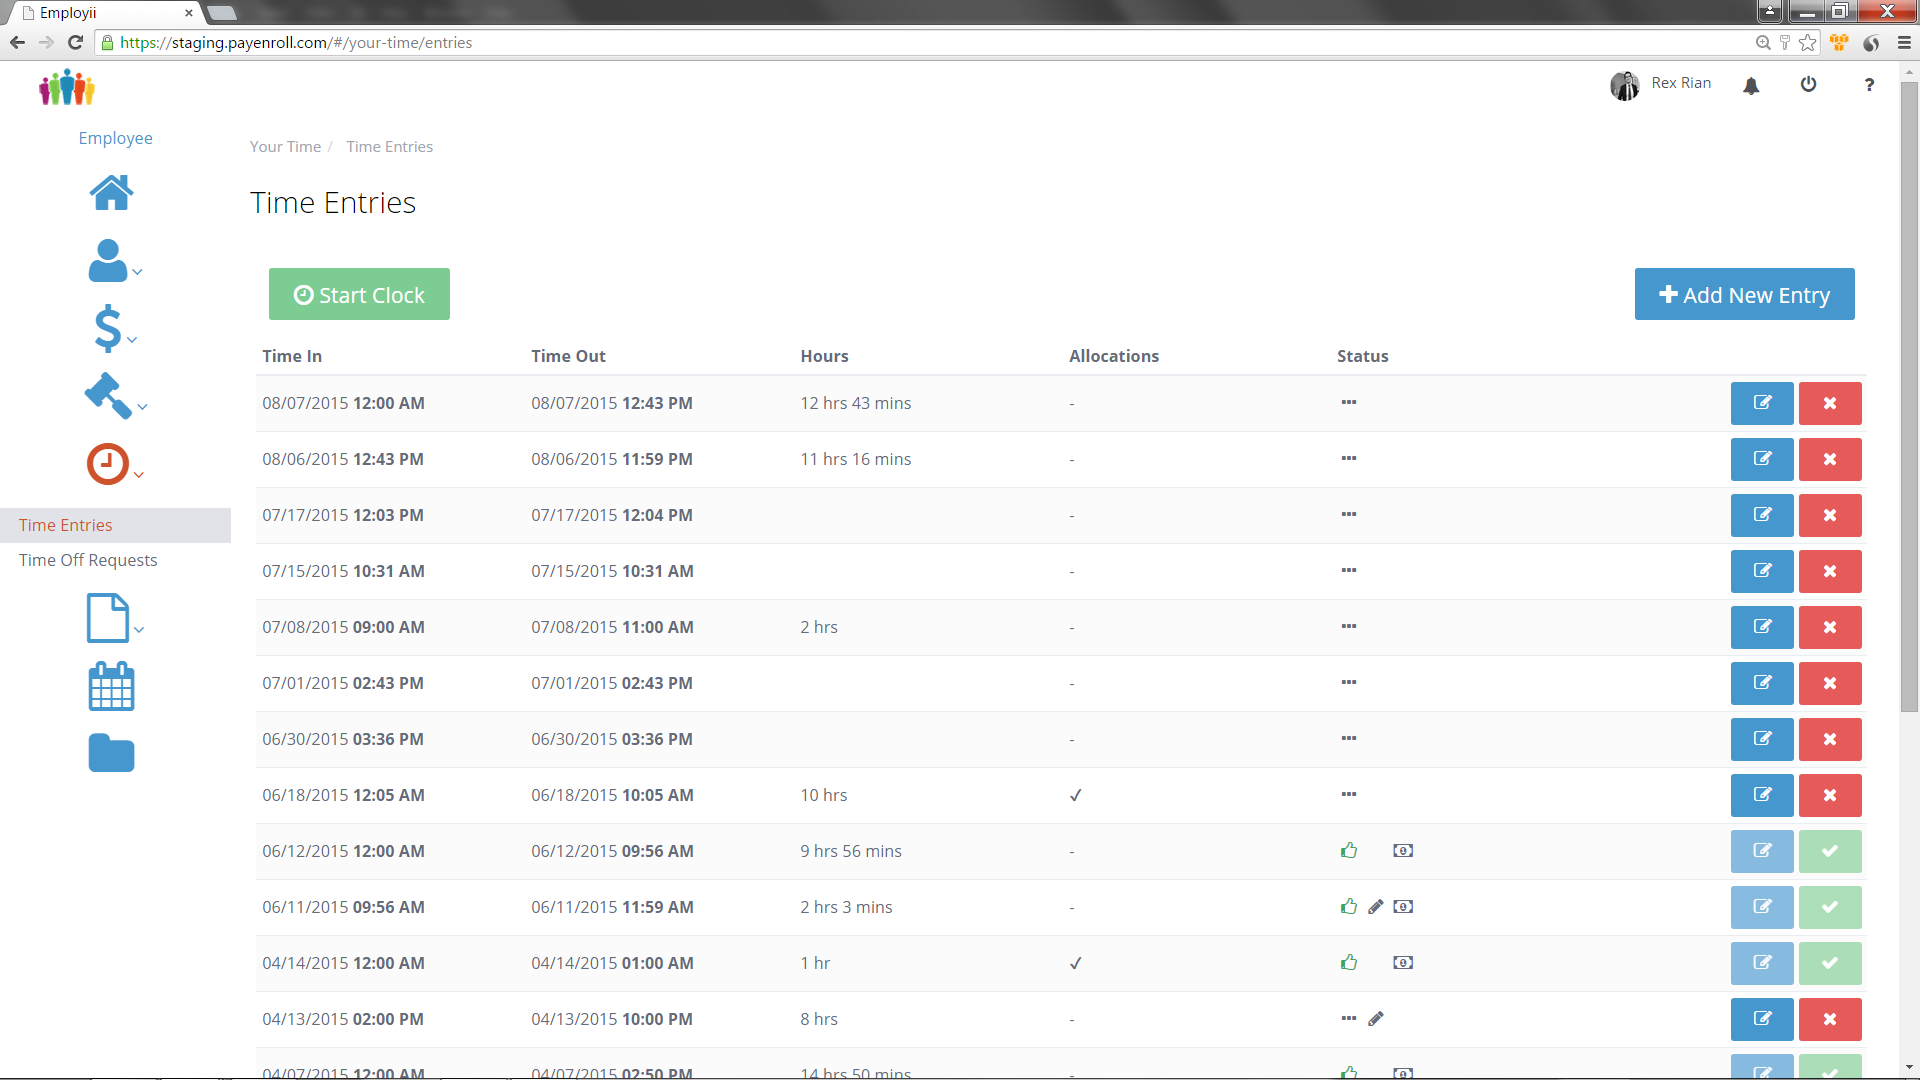 Employii
https://staging.payenroll.com/#/your-time/entries
Rex Rian ?
Employee
Your Time / Time Entries
Time Entries
Start Clock
Add New Entry
Time In Time Out Hours Allocations Status
08/07/2015 12:00 AM 08/07/2015 12:43 PM 12 hrs 43 mins -
08/06/2015 12:43 PM 08/06/2015 11:59 PM 11 hrs 16 mins -
07/17/2015 12:03 PM 07/17/2015 12:04 PM -
07/15/2015 10:31 AM 07/15/2015 10:31 AM -
07/08/2015 09:00 AM 07/08/2015 11:00 AM 2 hrs -
07/01/2015 02:43 PM 07/01/2015 02:43 PM -
06/30/2015 03:36 PM 06/30/2015 03:36 PM -
06/18/2015 12:05 AM 06/18/2015 10:05 AM 10 hrs ✓
06/12/2015 12:00 AM 06/12/2015 09:56 AM 9 hrs 56 mins -
06/11/2015 09:56 AM 06/11/2015 11:59 AM 2 hrs 3 mins -
04/14/2015 12:00 AM 04/14/2015 01:00 AM 1 hr ✓
04/13/2015 02:00 PM 04/13/2015 10:00 PM 8 hrs -
04/07/2015 12:00 AM 04/07/2015 02:50 PM 14 hrs 50 mins -
Time Entries
Time Off Requests